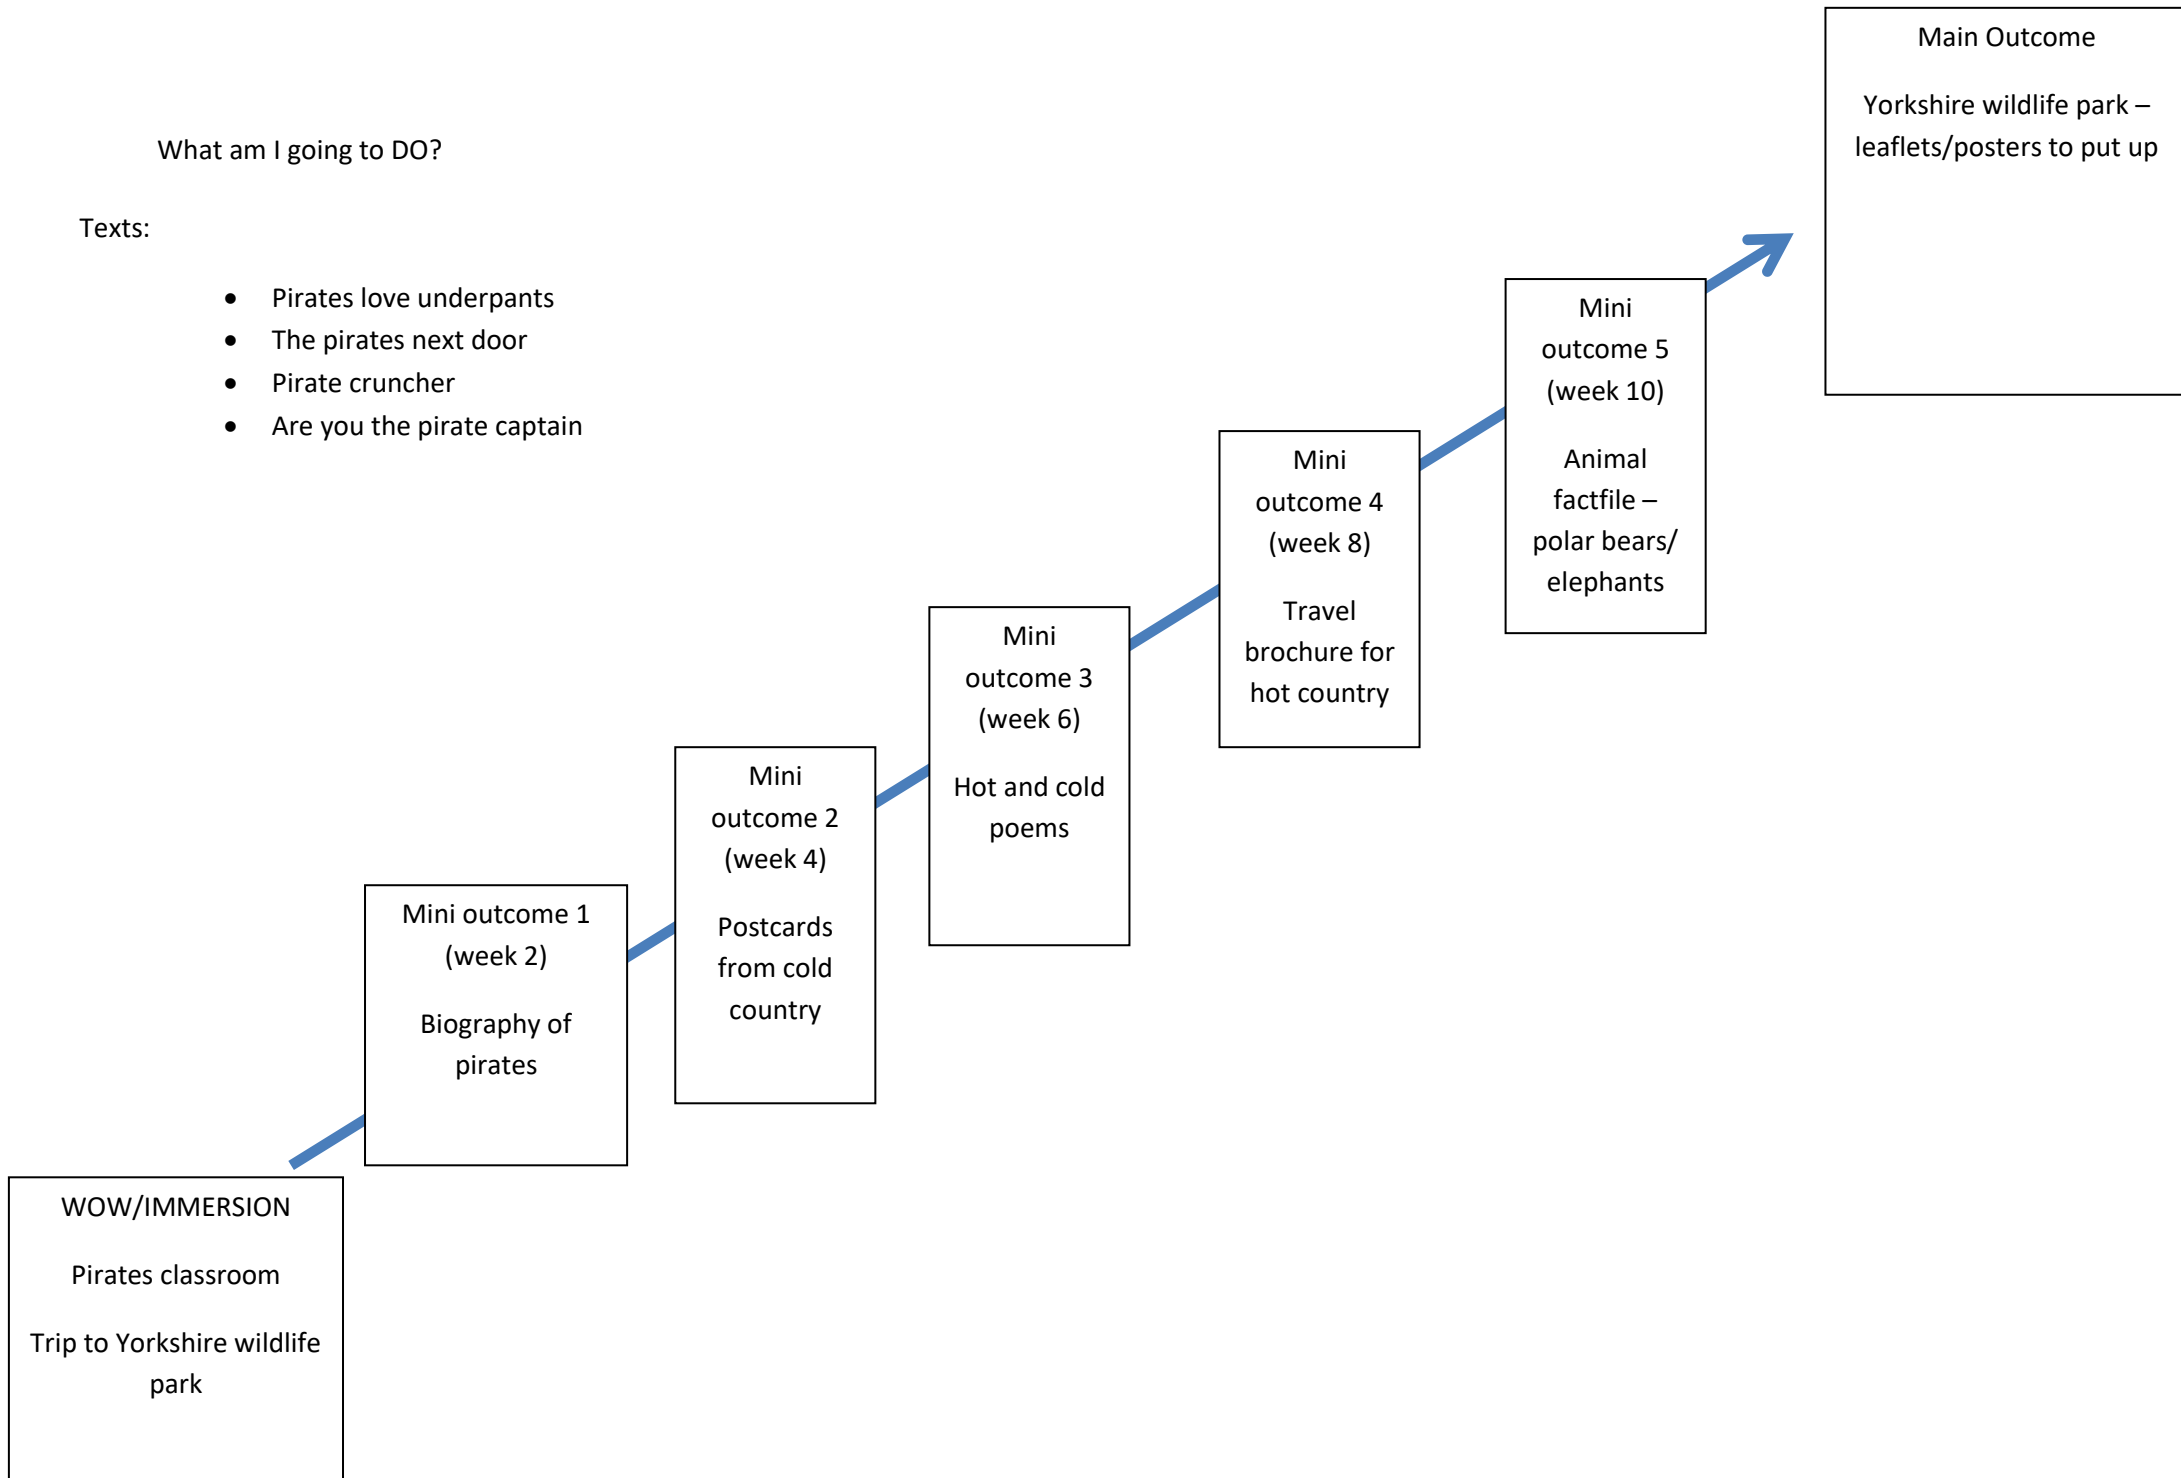 What am I going to DO?
Texts:
• Pirates love underpants
• The pirates next door
• Pirate cruncher
• Are you the pirate captain
WOW/IMMERSION
Pirates classroom
Trip to Yorkshire wildlife
park
Mini outcome 1
(week 2)
Biography of
pirates
Mini
outcome 2
(week 4)
Postcards
from cold
country
Mini
outcome 3
(week 6)
Hot and cold
poems
Mini
outcome 4
(week 8)
Travel
brochure for
hot country
Mini
outcome 5
(week 10)
Animal
factfile –
polar bears/
elephants
Main Outcome
Yorkshire wildlife park –
leaflets/posters to put up